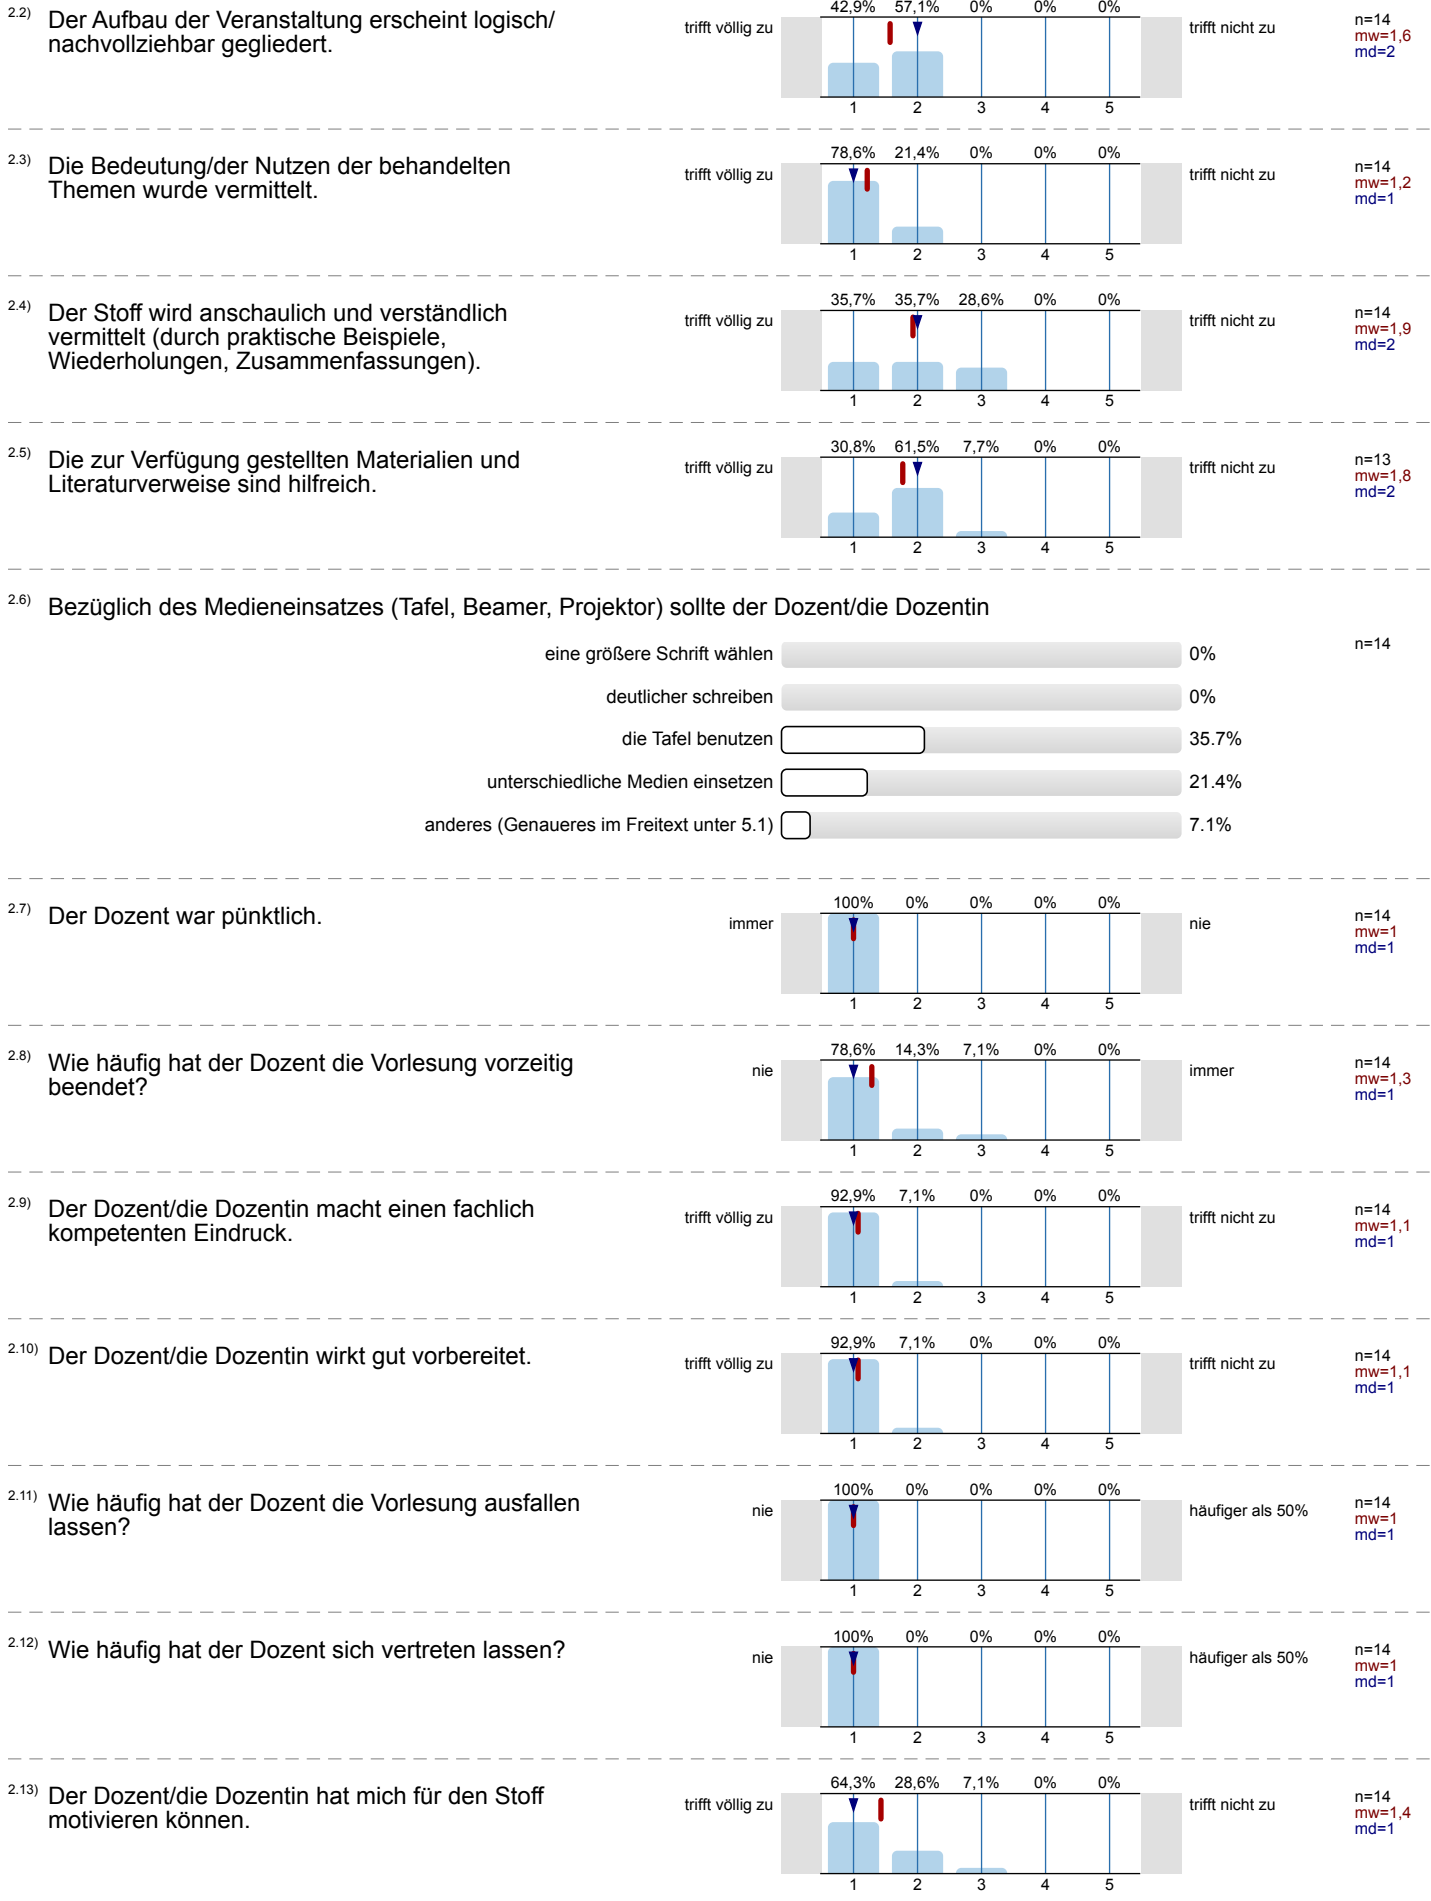 2.2) Der Aufbau der Veranstaltung erscheint logisch/
nachvollziehbar gegliedert.
trifft völlig zu
42,9% 57,1% 0% 0% 0%
1 2 3 4 5
trifft nicht zu
n=14
mw=1,6
md=2
2.3) Die Bedeutung/der Nutzen der behandelten
Themen wurde vermittelt.
trifft völlig zu
78,6% 21,4% 0% 0% 0%
1 2 3 4 5
trifft nicht zu
n=14
mw=1,2
md=1
2.4) Der Stoff wird anschaulich und verständlich
vermittelt (durch praktische Beispiele,
Wiederholungen, Zusammenfassungen).
trifft völlig zu
35,7% 35,7% 28,6% 0% 0%
1 2 3 4 5
trifft nicht zu
n=14
mw=1,9
md=2
2.5) Die zur Verfügung gestellten Materialien und
Literaturverweise sind hilfreich.
trifft völlig zu
30,8% 61,5% 7,7% 0% 0%
1 2 3 4 5
trifft nicht zu
n=13
mw=1,8
md=2
2.6) Bezüglich des Medieneinsatzes (Tafel, Beamer, Projektor) sollte der Dozent/die Dozentin
eine größere Schrift wählen 0% n=14
deutlicher schreiben 0%
die Tafel benutzen 35.7%
unterschiedliche Medien einsetzen 21.4%
anderes (Genaueres im Freitext unter 5.1) 7.1%
2.7) Der Dozent war pünktlich.
immer
100% 0% 0% 0% 0%
1 2 3 4 5
nie
n=14
mw=1
md=1
2.8) Wie häufig hat der Dozent die Vorlesung vorzeitig
beendet?
nie
78,6% 14,3% 7,1% 0% 0%
1 2 3 4 5
immer
n=14
mw=1,3
md=1
2.9) Der Dozent/die Dozentin macht einen fachlich
kompetenten Eindruck.
trifft völlig zu
92,9% 7,1% 0% 0% 0%
1 2 3 4 5
trifft nicht zu
n=14
mw=1,1
md=1
2.10) Der Dozent/die Dozentin wirkt gut vorbereitet.
trifft völlig zu
92,9% 7,1% 0% 0% 0%
1 2 3 4 5
trifft nicht zu
n=14
mw=1,1
md=1
2.11) Wie häufig hat der Dozent die Vorlesung ausfallen
lassen?
nie
100% 0% 0% 0% 0%
1 2 3 4 5
häufiger als 50%
n=14
mw=1
md=1
2.12) Wie häufig hat der Dozent sich vertreten lassen?
nie
100% 0% 0% 0% 0%
1 2 3 4 5
häufiger als 50%
n=14
mw=1
md=1
2.13) Der Dozent/die Dozentin hat mich für den Stoff
motivieren können.
trifft völlig zu
64,3% 28,6% 7,1% 0% 0%
1 2 3 4 5
trifft nicht zu
n=14
mw=1,4
md=1